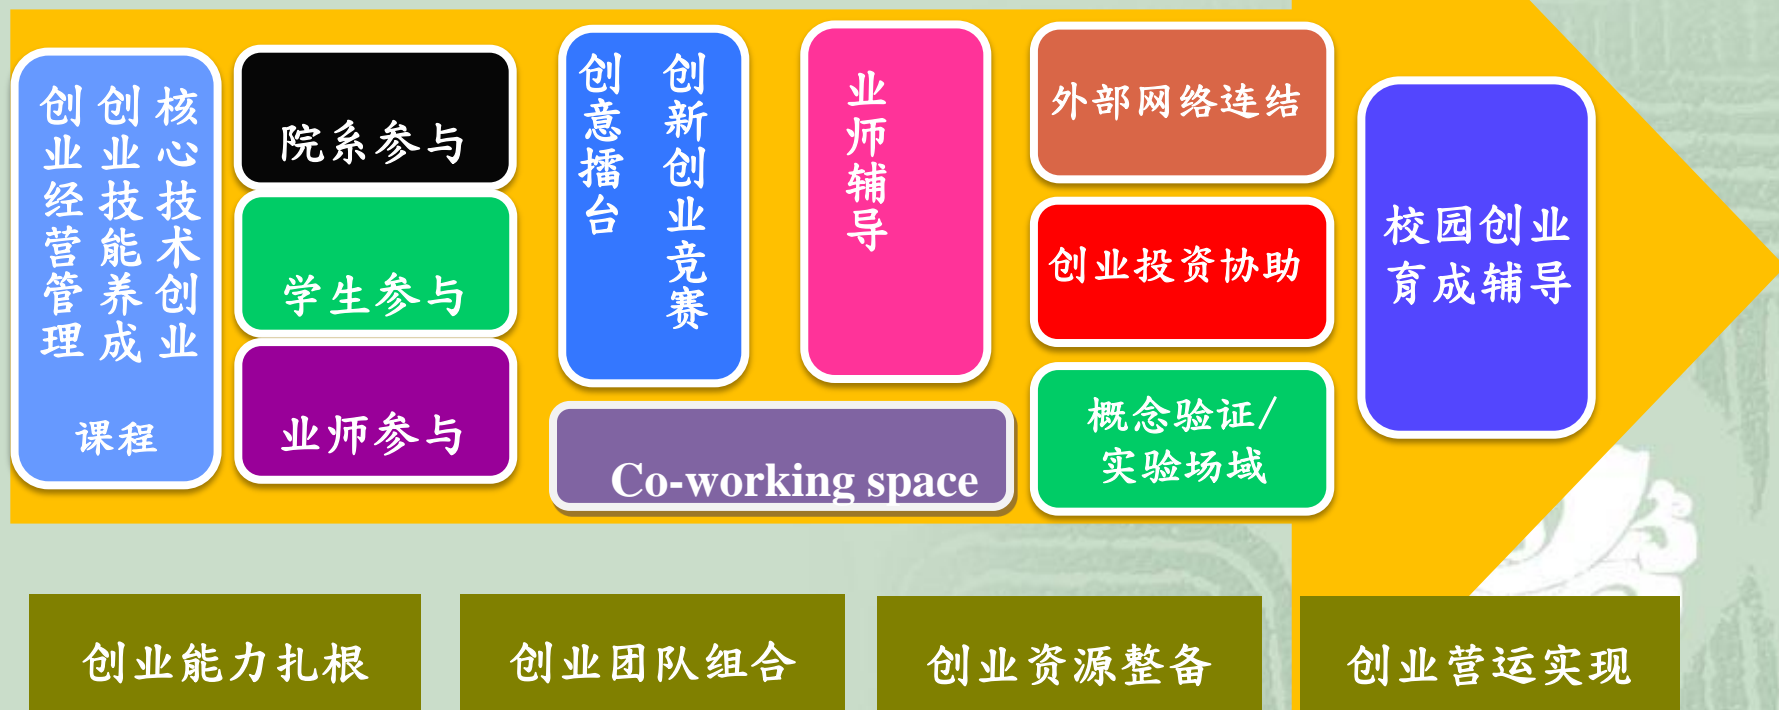 核心技术创业
创业技能养成
创业经营管理
课程
院系参与
学生参与
业师参与
创意擂台
创新创业竞赛
业师辅导
Co-working space
外部网络连结
创业投资协助
概念验证/
实验场域
校园创业
育成辅导
创业能力扎根
创业团队组合
创业资源整备
创业营运实现